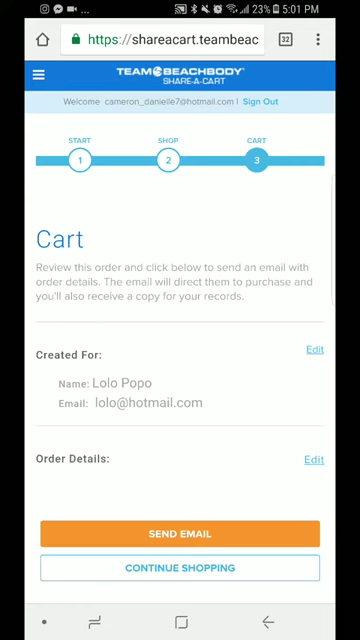 23% 5:01 PM
https://shareacart.teambeac
32
TEAM BEACHBODY
SHARE-A-CART
Welcome cameron_danielle7@hotmail.com | Sign Out
START SHOP CART
1 2 3
Cart
Review this order and click below to send an email with
order details. The email will direct them to purchase and
you'll also receive a copy for your records.
Created For: Edit
Name: Lolo Popo
Email: lolo@hotmail.com
Order Details: Edit
SEND EMAIL
CONTINUE SHOPPING